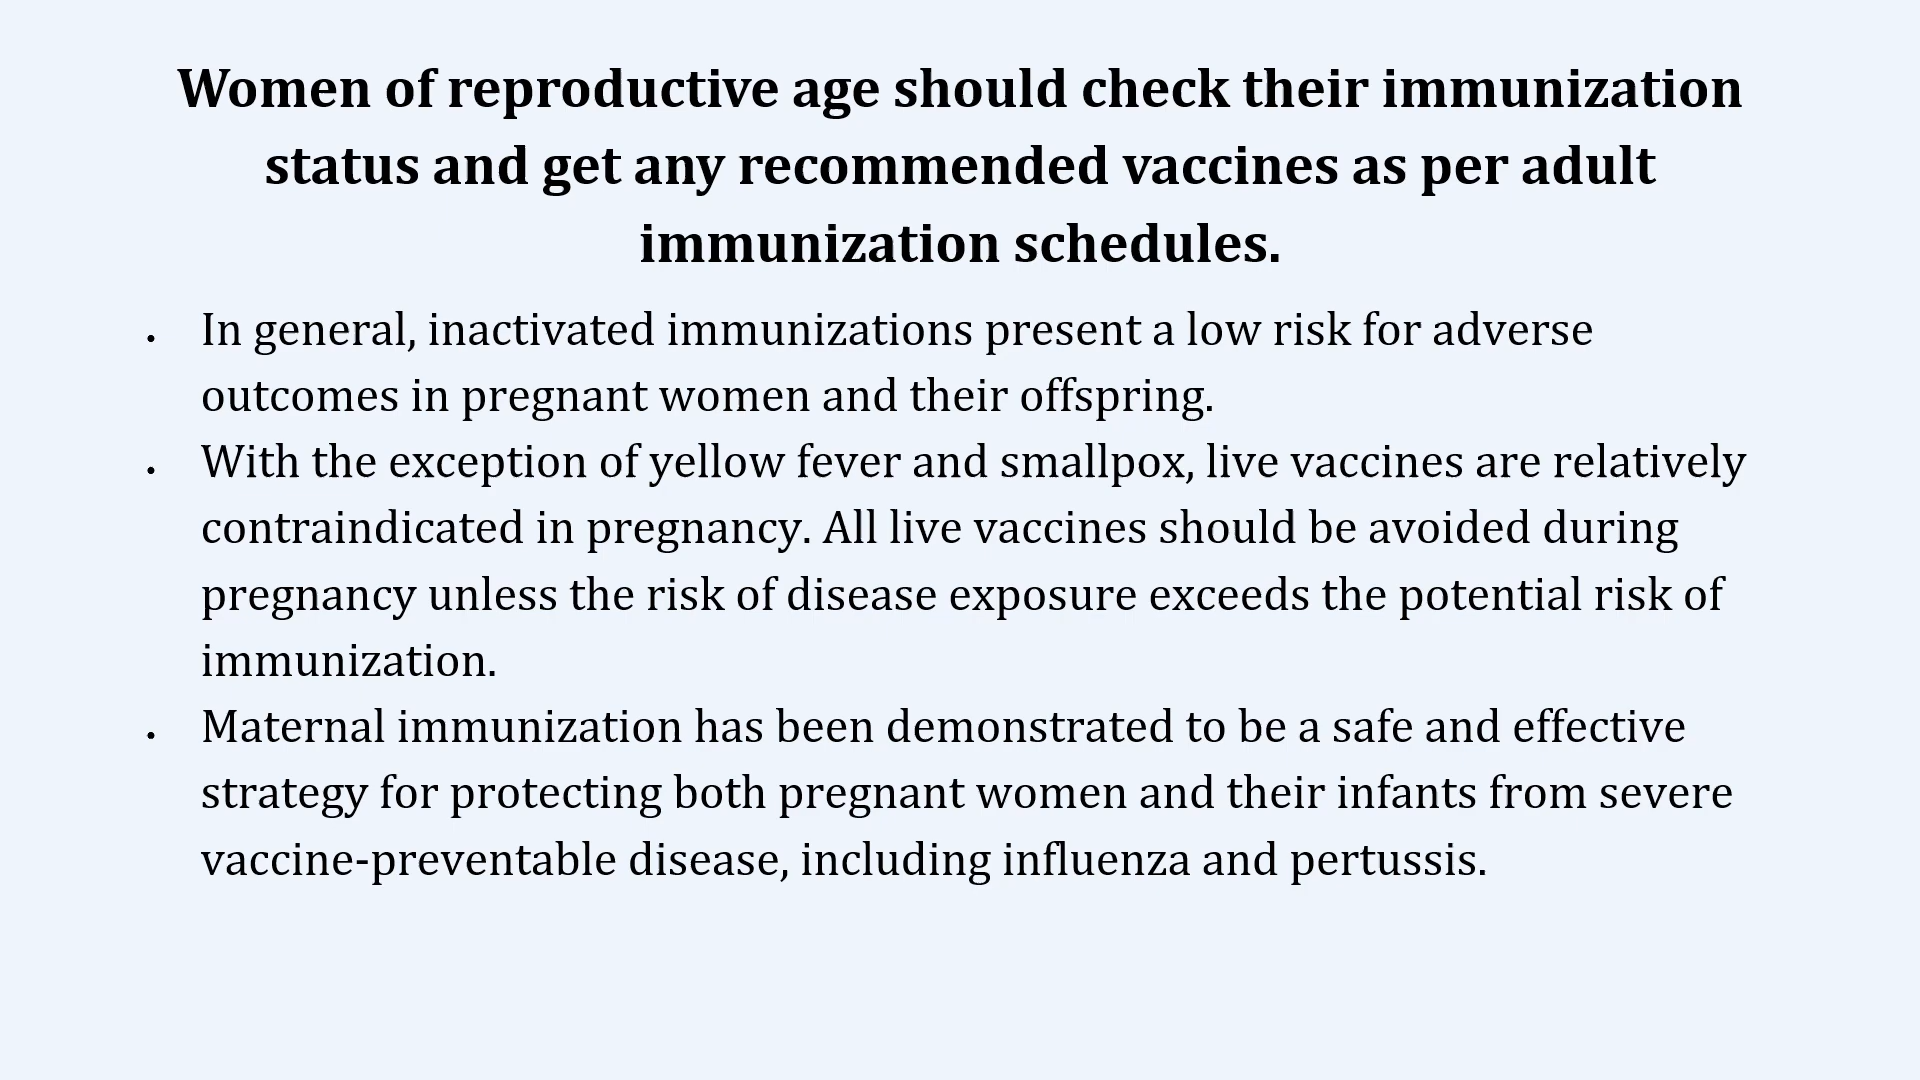 Women of reproductive age should check their immunization
status and get any recommended vaccines as per adult
immunization schedules.
• In general, inactivated immunizations present a low risk for adverse
outcomes in pregnant women and their offspring.
• With the exception of yellow fever and smallpox, live vaccines are relatively
contraindicated in pregnancy. All live vaccines should be avoided during
pregnancy unless the risk of disease exposure exceeds the potential risk of
immunization.
• Maternal immunization has been demonstrated to be a safe and effective
strategy for protecting both pregnant women and their infants from severe
vaccine-preventable disease, including influenza and pertussis.